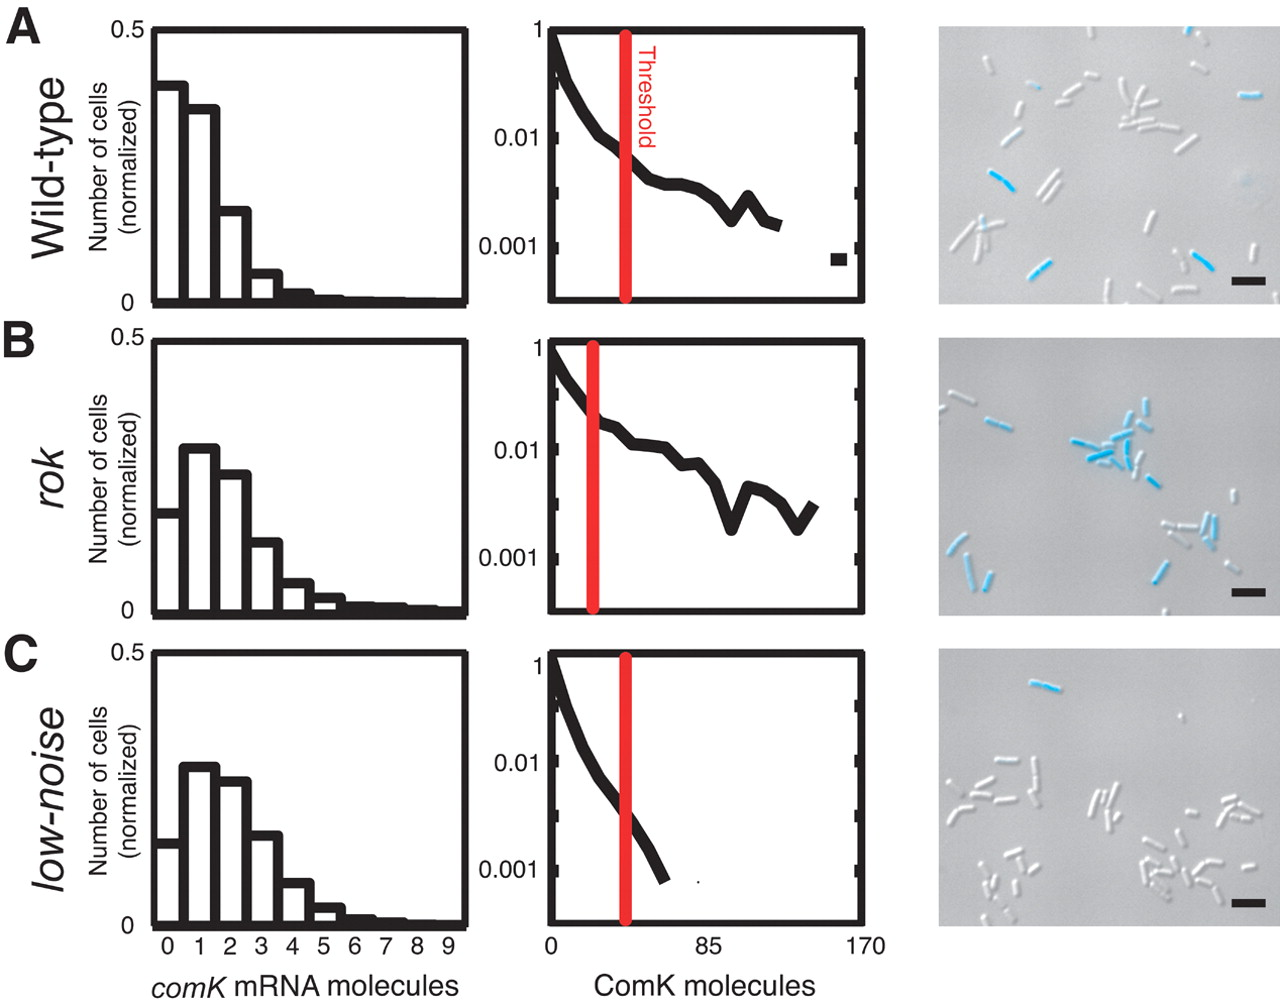 A
Wild-type
Number of cells
(normalized)
0.5
0
1
0.01
0.001
Threshold
B
rok
Number of cells
(normalized)
0.5
0
1
0.01
0.001
C
low-noise
Number of cells
(normalized)
0.5
0
0 1 2 3 4 5 6 7 8 9
comK mRNA molecules
1
0.01
0.001
0 85 170
ComK molecules